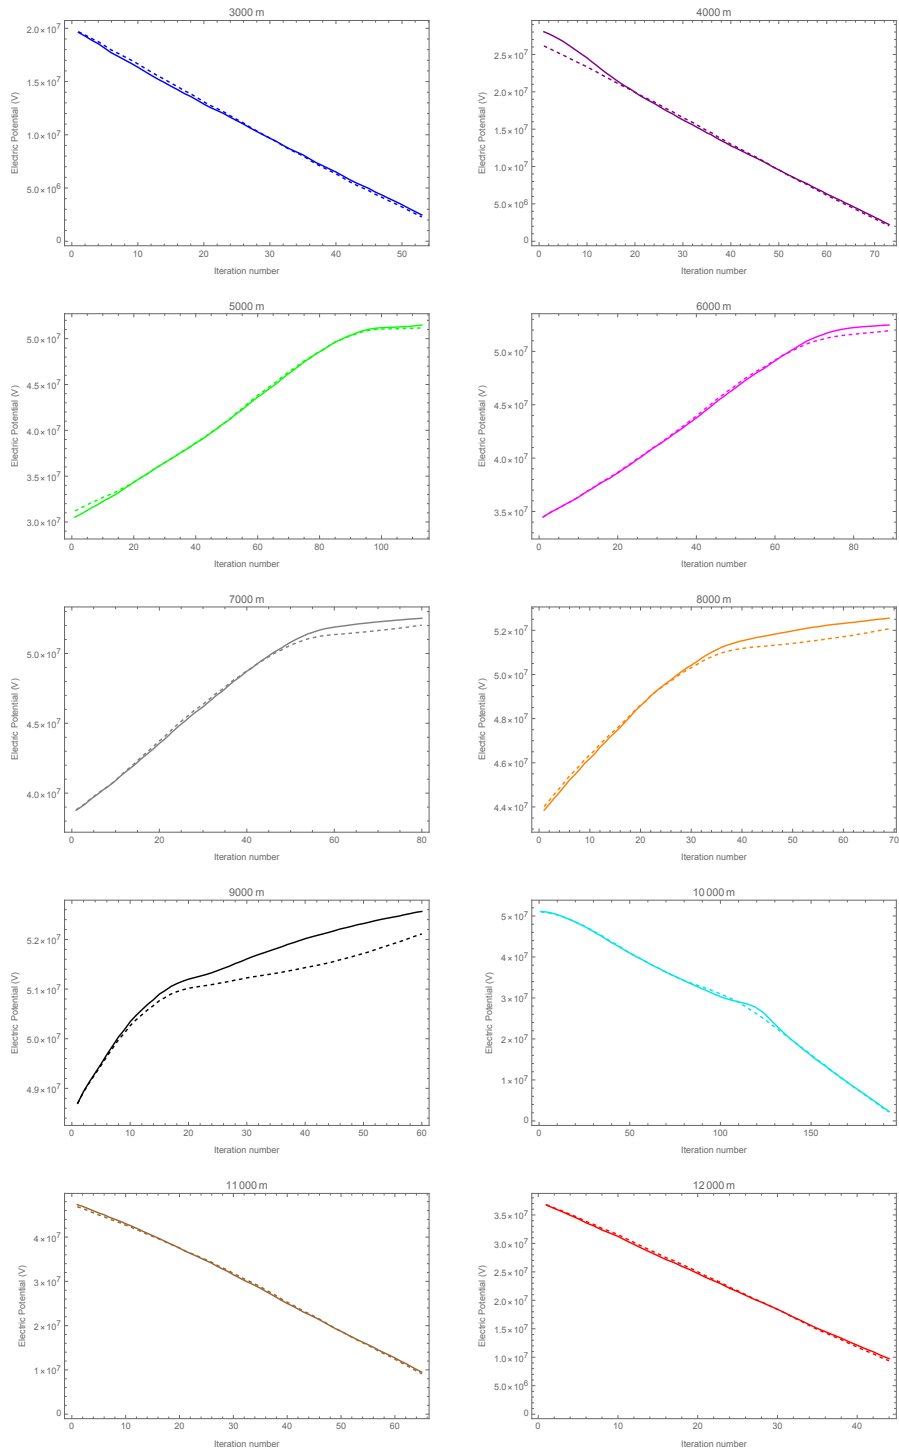 3000 m
Electric Potential (V)
2.0×10⁷
1.5×10⁷
1.0×10⁷
5.0×10⁶
0
0 10 20 30 40 50
Iteration number
4000 m
Electric Potential (V)
2.5×10⁷
2.0×10⁷
1.5×10⁷
1.0×10⁷
5.0×10⁶
0
0 10 20 30 40 50 60 70
Iteration number
5000 m
Electric Potential (V)
5.0×10⁷
4.5×10⁷
4.0×10⁷
3.5×10⁷
3.0×10⁷
0 20 40 60 80 100
Iteration number
6000 m
Electric Potential (V)
5.0×10⁷
4.5×10⁷
4.0×10⁷
3.5×10⁷
0 20 40 60 80
Iteration number
7000 m
Electric Potential (V)
5.0×10⁷
4.5×10⁷
4.0×10⁷
0 20 40 60 80
Iteration number
8000 m
Electric Potential (V)
5.2×10⁷
5.0×10⁷
4.8×10⁷
4.6×10⁷
4.4×10⁷
0 10 20 30 40 50 60 70
Iteration number
9000 m
Electric Potential (V)
5.2×10⁷
5.1×10⁷
5.0×10⁷
4.9×10⁷
0 10 20 30 40 50 60
Iteration number
10 000 m
Electric Potential (V)
5×10⁷
4×10⁷
3×10⁷
2×10⁷
1×10⁷
0
0 50 100 150
Iteration number
11 000 m
Electric Potential (V)
4×10⁷
3×10⁷
2×10⁷
1×10⁷
0
0 10 20 30 40 50 60
Iteration number
12 000 m
Electric Potential (V)
3.5×10⁷
3.0×10⁷
2.5×10⁷
2.0×10⁷
1.5×10⁷
1.0×10⁷
5.0×10⁶
0
0 10 20 30 40
Iteration number